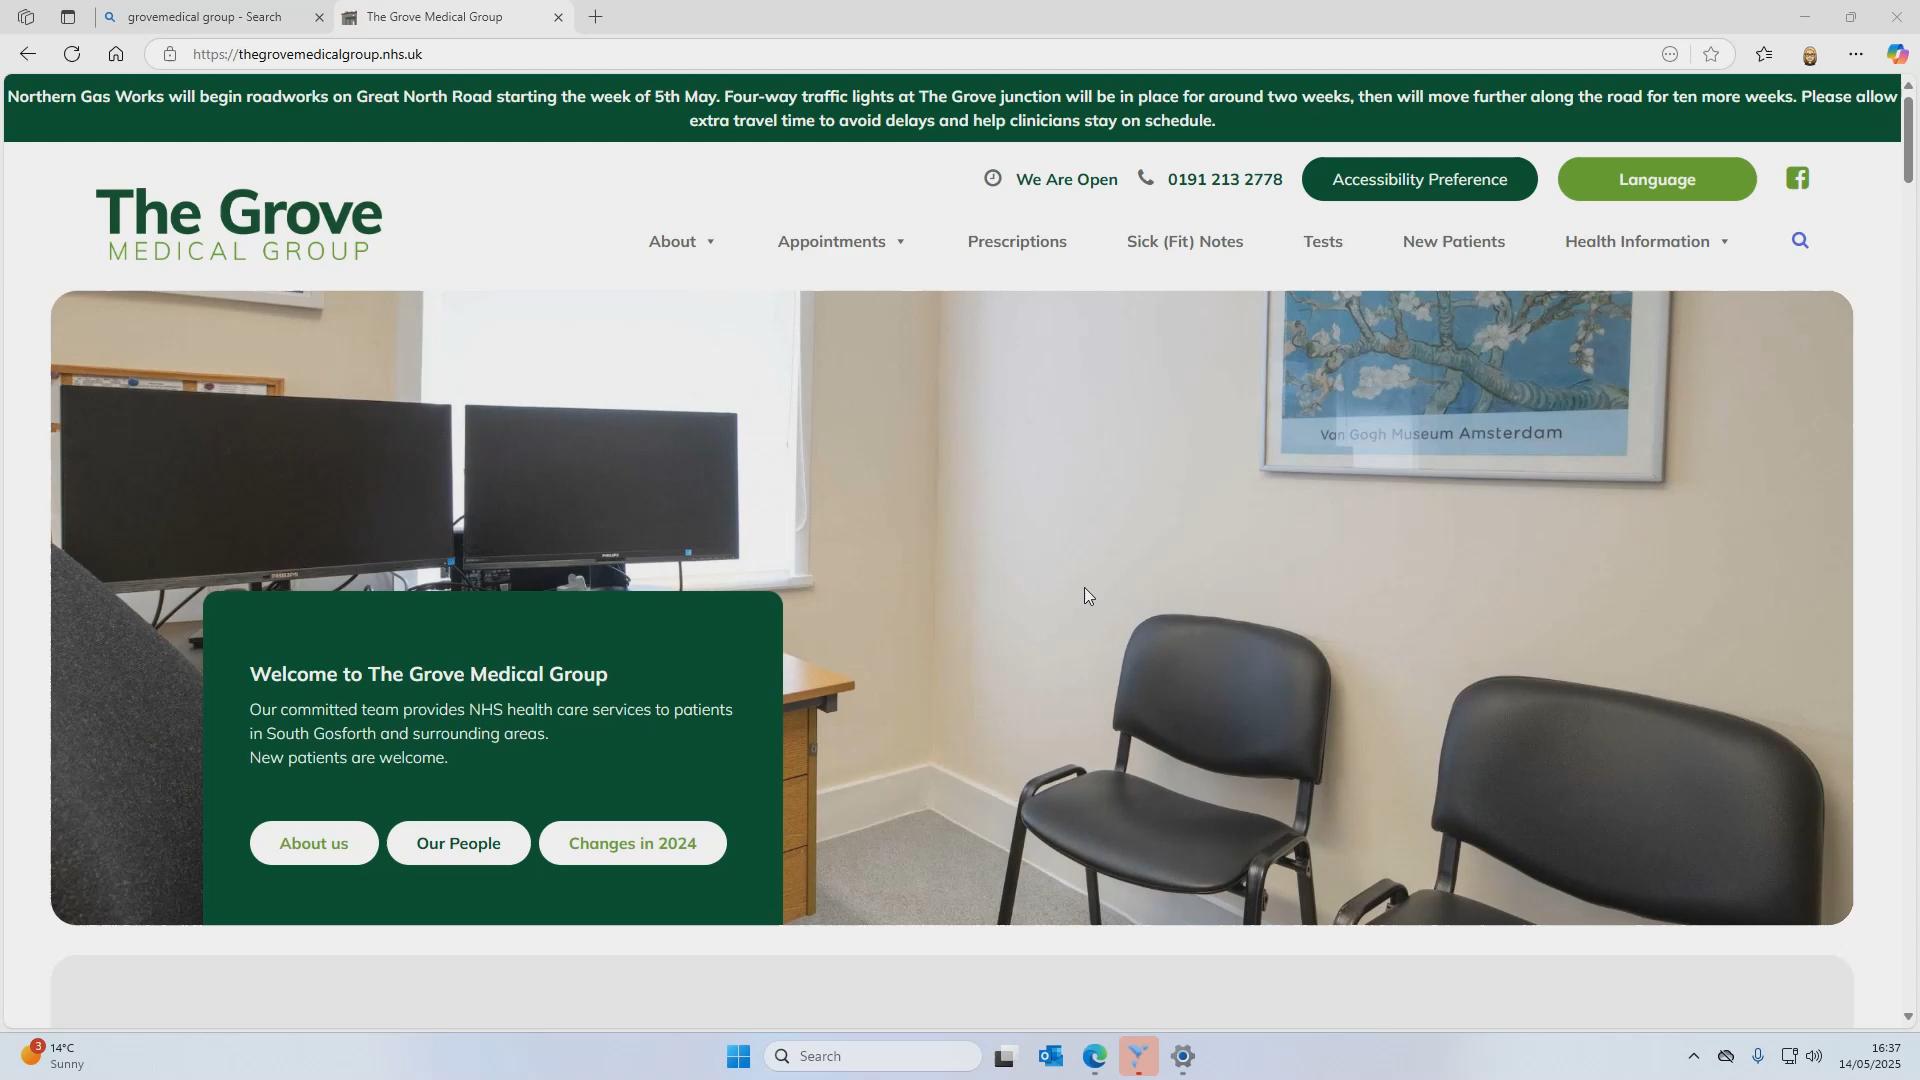 grovemedical group - Search
The Grove Medical Group
https://thegrovemedicalgroup.nhs.uk
Northern Gas Works will begin roadworks on Great North Road starting the week of 5th May. Four-way traffic lights at The Grove junction will be in place for around two weeks, then will move further along the road for ten more weeks. Please allow
extra travel time to avoid delays and help clinicians stay on schedule.
We Are Open
0191 213 2778
Accessibility Preference
Language
The Grove
MEDICAL GROUP
About
Appointments
Prescriptions
Sick (Fit) Notes
Tests
New Patients
Health Information
Van Gogh Museum Amsterdam
PHILIPS
PHILIPS
Welcome to The Grove Medical Group
Our committed team provides NHS health care services to patients
in South Gosforth and surrounding areas.
New patients are welcome.
About us
Our People
Changes in 2024
3
14°C
Sunny
Search
16:37
14/05/2025